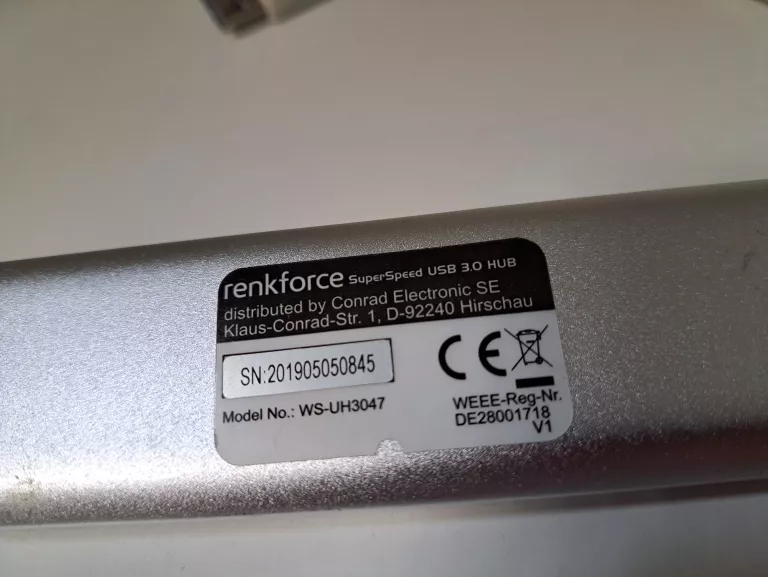 renkforce SuperSpeed USB 3.0 HUB
distributed by Conrad Electronic SE
Klaus-Conrad-Str. 1, D-92240 Hirschau
SN:201905050845
Model No.: WS-UH3047
CE
WEEE-Reg-Nr.
DE28001718
V1